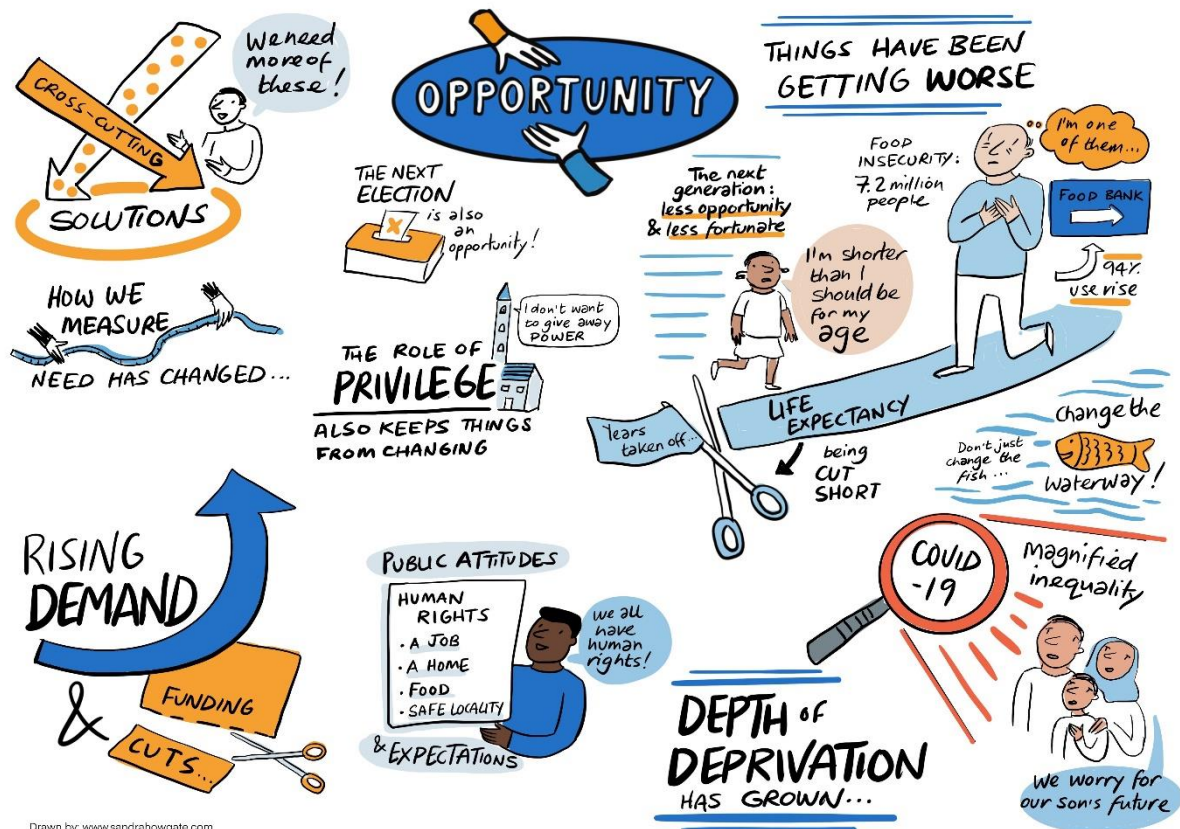 CROSS-CUTTING
SOLUTIONS
We need
more of
these!
OPPORTUNITY
THINGS HAVE BEEN
GETTING WORSE
FOOD
INSECURITY:
7.2 million
people
I'm one
of them...
FOOD BANK
94%
use rise
THE NEXT
ELECTION
is also
an
opportunity!
The next
generation:
less opportunity
& less fortunate
I'm shorter
than I
should be
for my
age
HOW WE
MEASURE
NEED HAS CHANGED...
I don't want
to give away
POWER
THE ROLE OF
PRIVILEGE
ALSO KEEPS THINGS
FROM CHANGING
Years
taken off...
LIFE
EXPECTANCY
being
CUT
SHORT
Change the
Don't just
change the
fish...
waterway!
RISING
DEMAND
&
FUNDING
CUTS...
PUBLIC ATTITUDES
HUMAN
RIGHTS
• A JOB
• A HOME
• FOOD
• SAFE LOCALITY
& EXPECTATIONS
we all
have
human
rights!
COVID
-19
Magnified
inequality
DEPTH OF
DEPRIVATION
HAS GROWN...
We worry for
our son's future
Drawn by: www.sandrahowgate.com